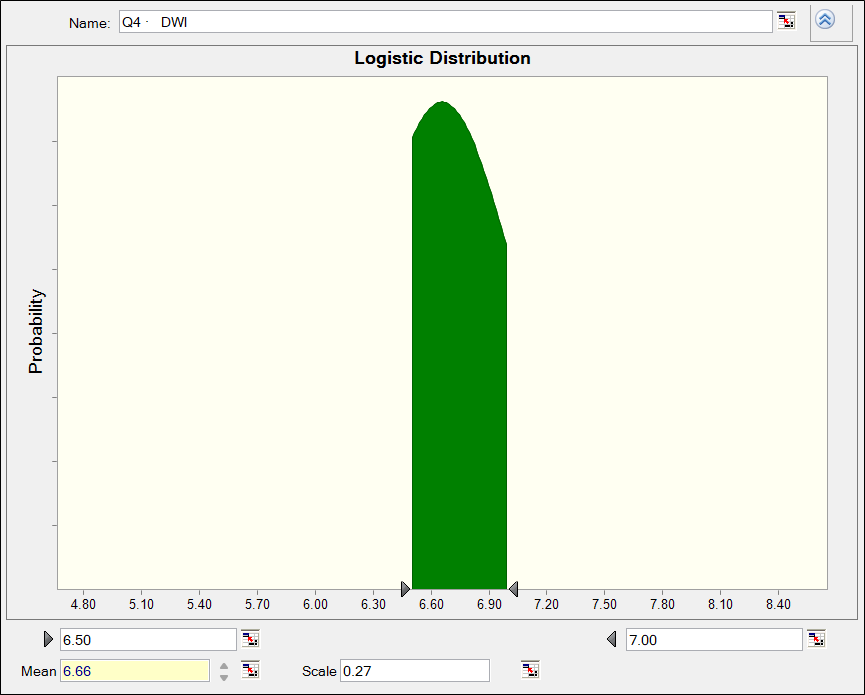 Name: Q4 · DWI
Logistic Distribution
Probability
4.80 5.10 5.40 5.70 6.00 6.30 6.60 6.90 7.20 7.50 7.80 8.10 8.40
6.50 7.00
Mean 6.66 Scale 0.27